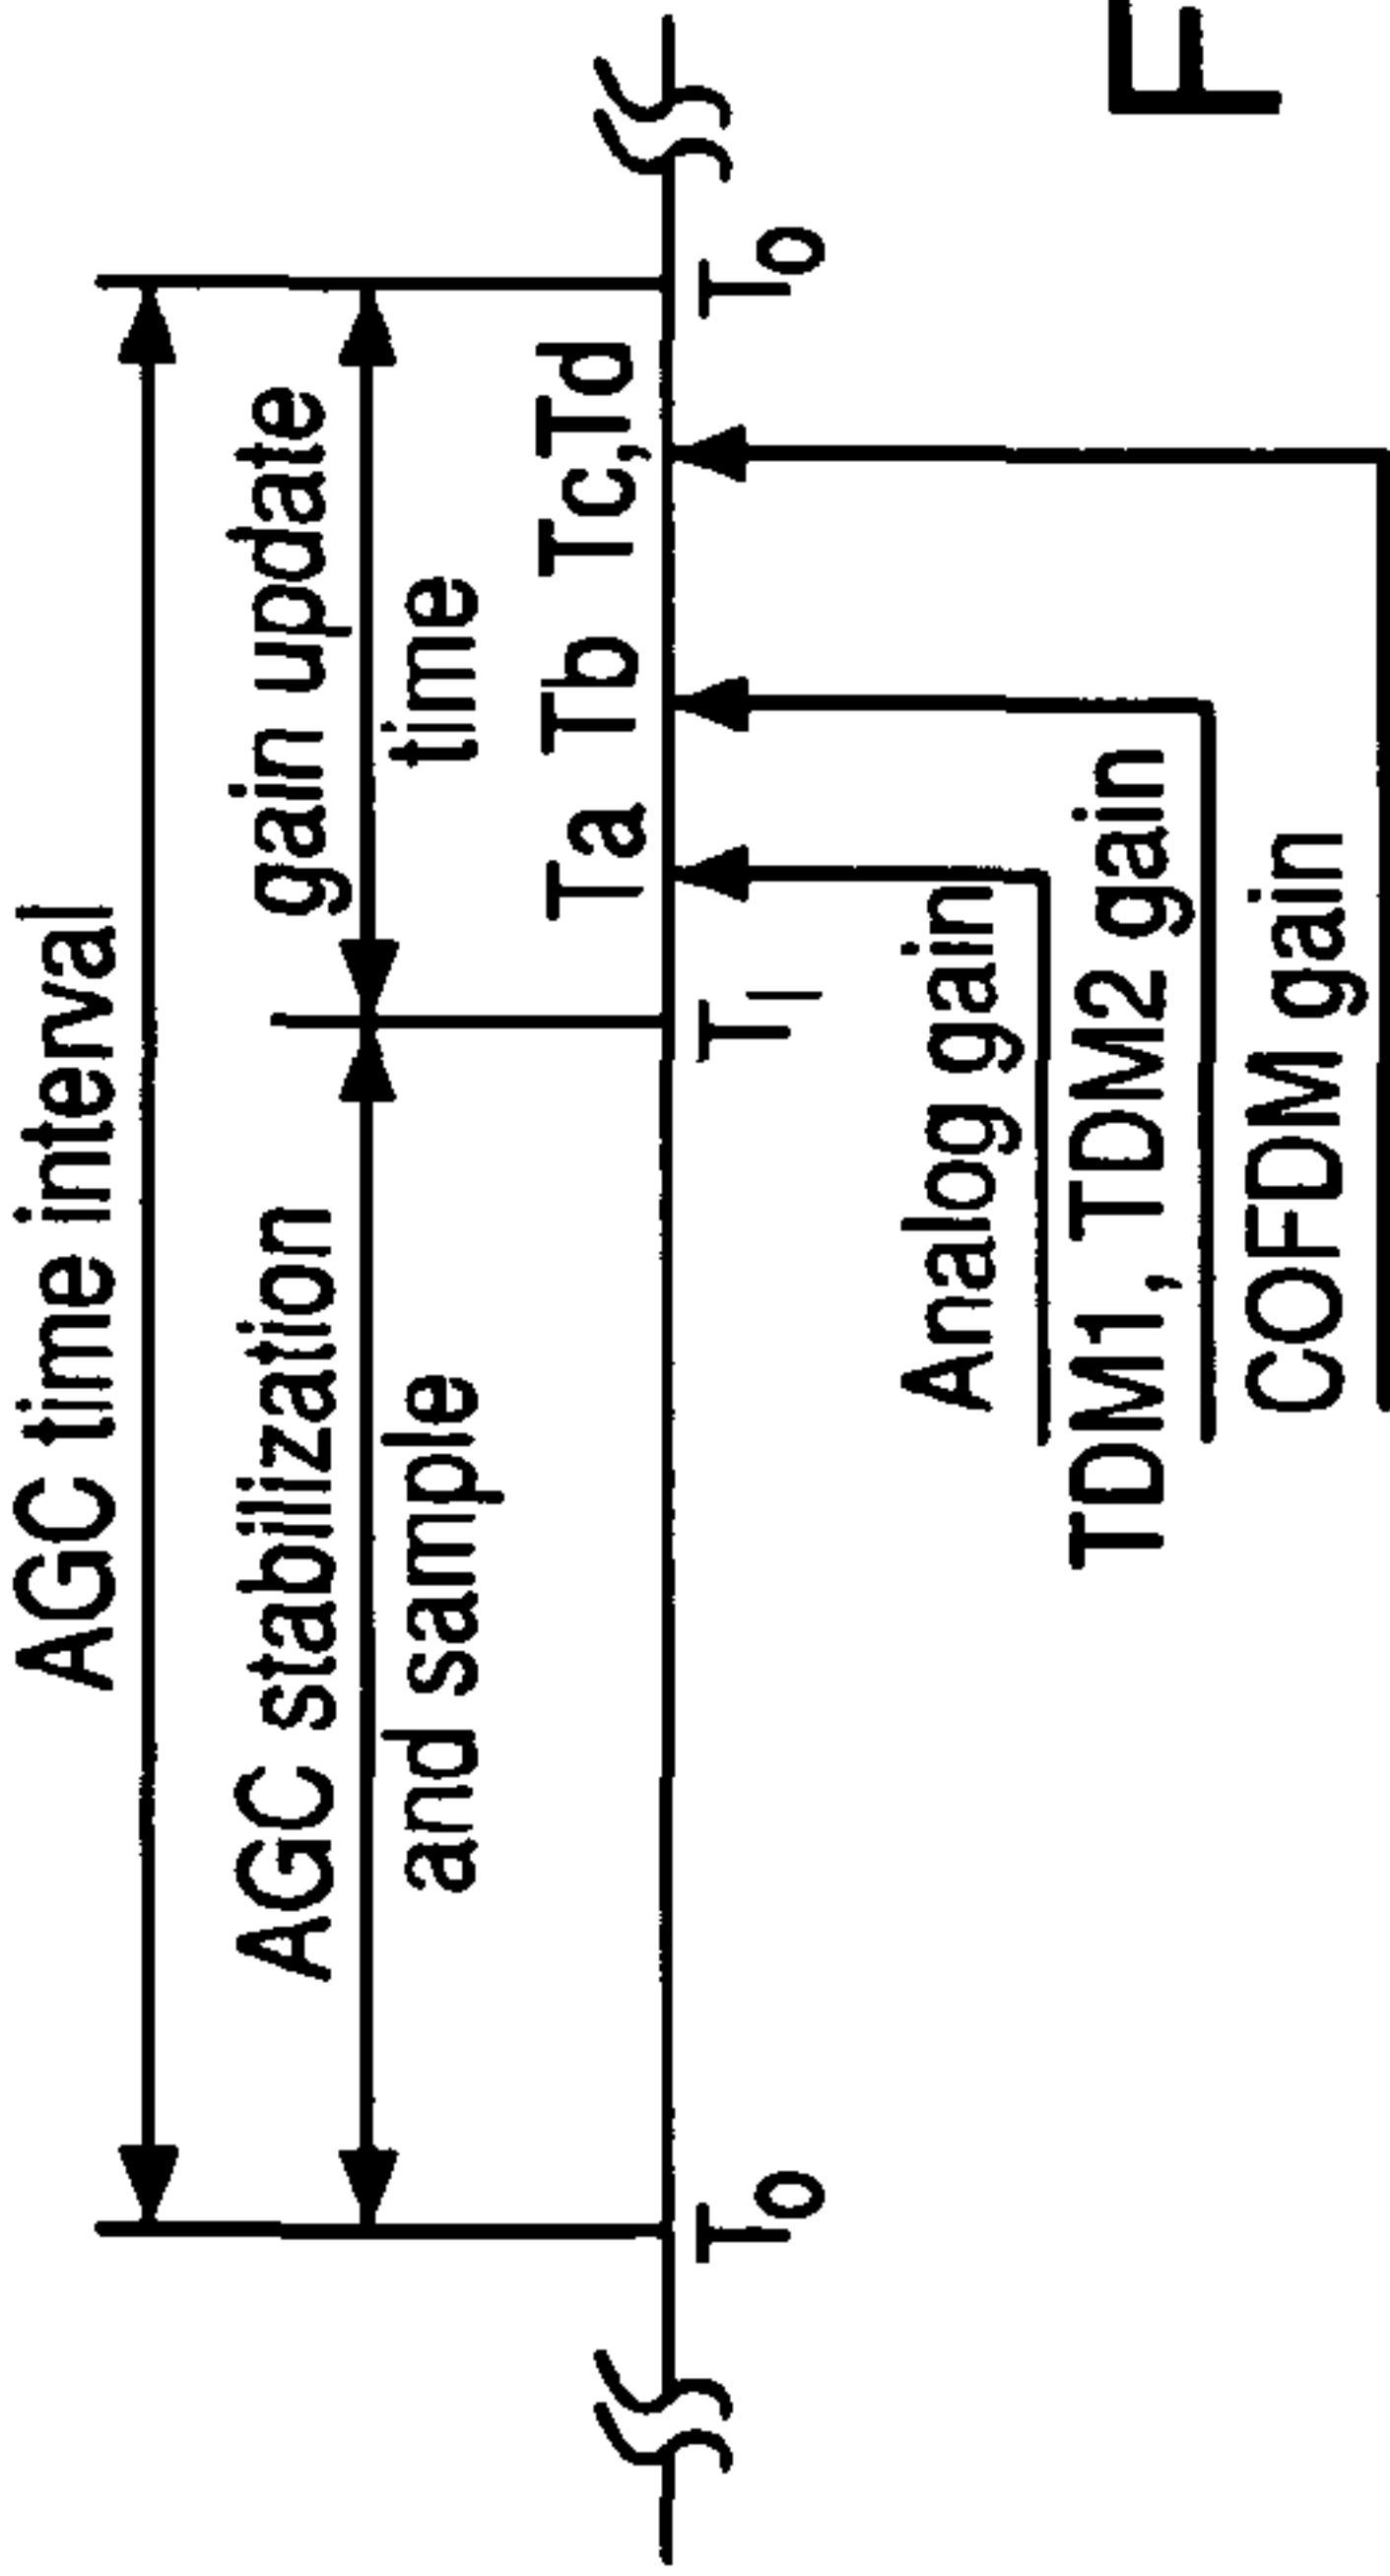 AGC time interval
AGC stabilization
and sample
gain update
time
Ta Tb Tc,Td
To TI To
Analog gain
TDM1, TDM2 gain
COFDM gain
F